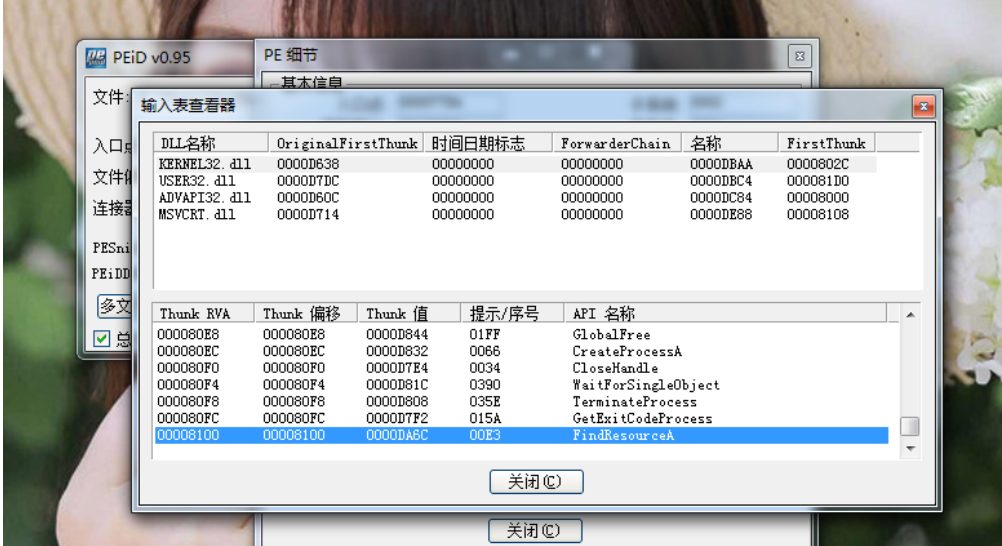 PEiD v0.95
PE 细节
基本信息
文件:
输入表查看器
入口点
文件偏
连接器
PESni
PEiDD
多文
总
DLL名称 OriginalFirstThunk 时间日期标志 ForwarderChain 名称 FirstThunk
KERNEL32.dll 0000D638 00000000 00000000 0000DBAA 0000802C
USER32.dll 0000D7DC 00000000 00000000 0000DBC4 000081D0
ADVAPI32.dll 0000D60C 00000000 00000000 0000DC84 00008000
MSVCRT.dll 0000D714 00000000 00000000 0000DE88 00008108
Thunk RVA Thunk 偏移 Thunk 值 提示/序号 API 名称
000080E8 000080E8 0000D844 01FF GlobalFree
000080EC 000080EC 0000D832 0066 CreateProcessA
000080F0 000080F0 0000D7E4 0034 CloseHandle
000080F4 000080F4 0000D81C 0390 WaitForSingleObject
000080F8 000080F8 0000D808 035E TerminateProcess
000080FC 000080FC 0000D7F2 015A GetExitCodeProcess
00008100 00008100 0000DA6C 00E3 FindResourceA
关闭(C)
关闭(C)